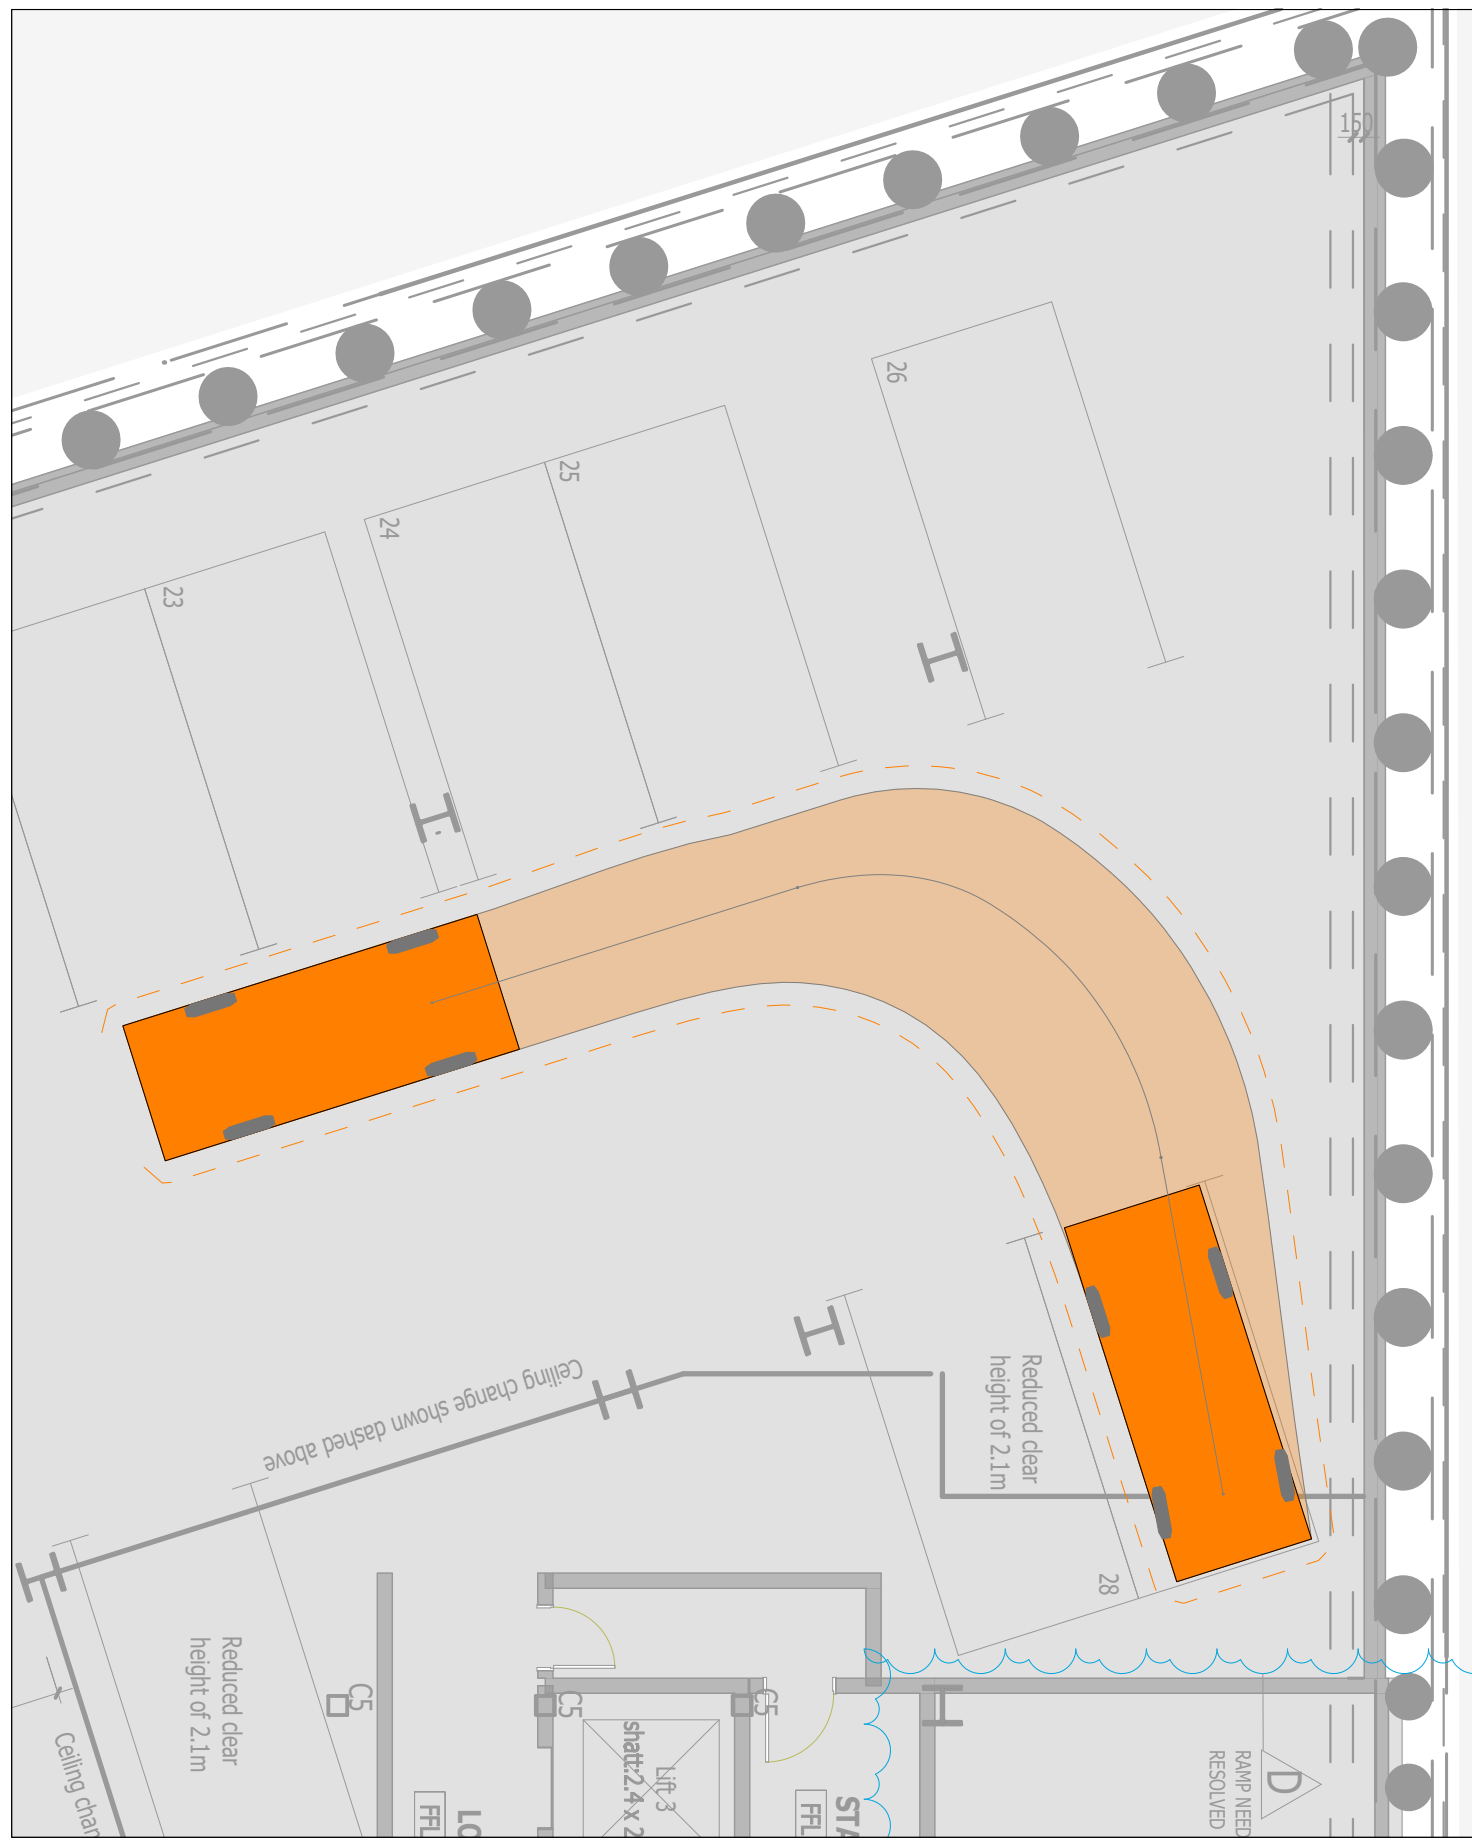 150
26
25
24
23
Ceiling change shown dashed above
Reduced clear
height of 2.1m
28
Reduced clear
height of 2.1m
C5
C5
C5
Ceiling chan
Lift 3
shatt:2.4 x 2
FFL
LO
FFL
STA
D
RAMP NEED
RESOLVED